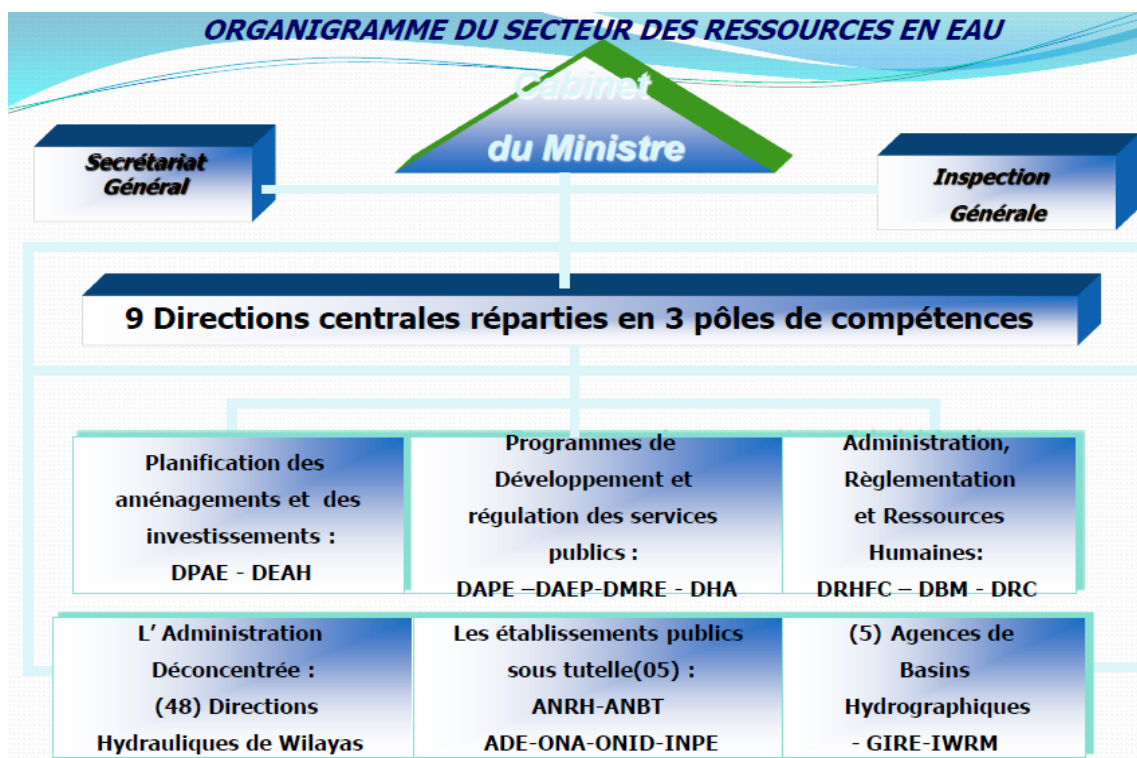 ORGANIGRAMME DU SECTEUR DES RESSOURCES EN EAU
Cabinet
du Ministre
Secrétariat
Général
Inspection
Générale
9 Directions centrales réparties en 3 pôles de compétences
Planification des
aménagements et des
investissements :
DPAE - DEAH
Programmes de
Développement et
régulation des services
publics :
DAPE –DAEP-DMRE - DHA
Administration,
Règlementation
et Ressources
Humaines:
DRHFC – DBM - DRC
L' Administration
Déconcentrée :
(48) Directions
Hydrauliques de Wilayas
Les établissements publics
sous tutelle(05) :
ANRH-ANBT
ADE-ONA-ONID-INPE
(5) Agences de
Basins
Hydrographiques
- GIRE-IWRM